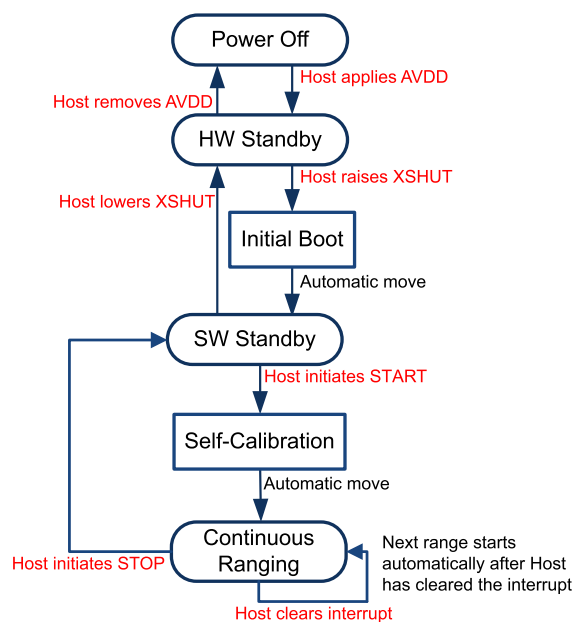 Power Off
Host applies AVDD
Host removes AVDD
HW Standby
Host raises XSHUT
Host lowers XSHUT
Initial Boot
Automatic move
SW Standby
Host initiates START
Self-Calibration
Automatic move
Continuous
Ranging
Next range starts
automatically after Host
has cleared the interrupt
Host initiates STOP
Host clears interrupt